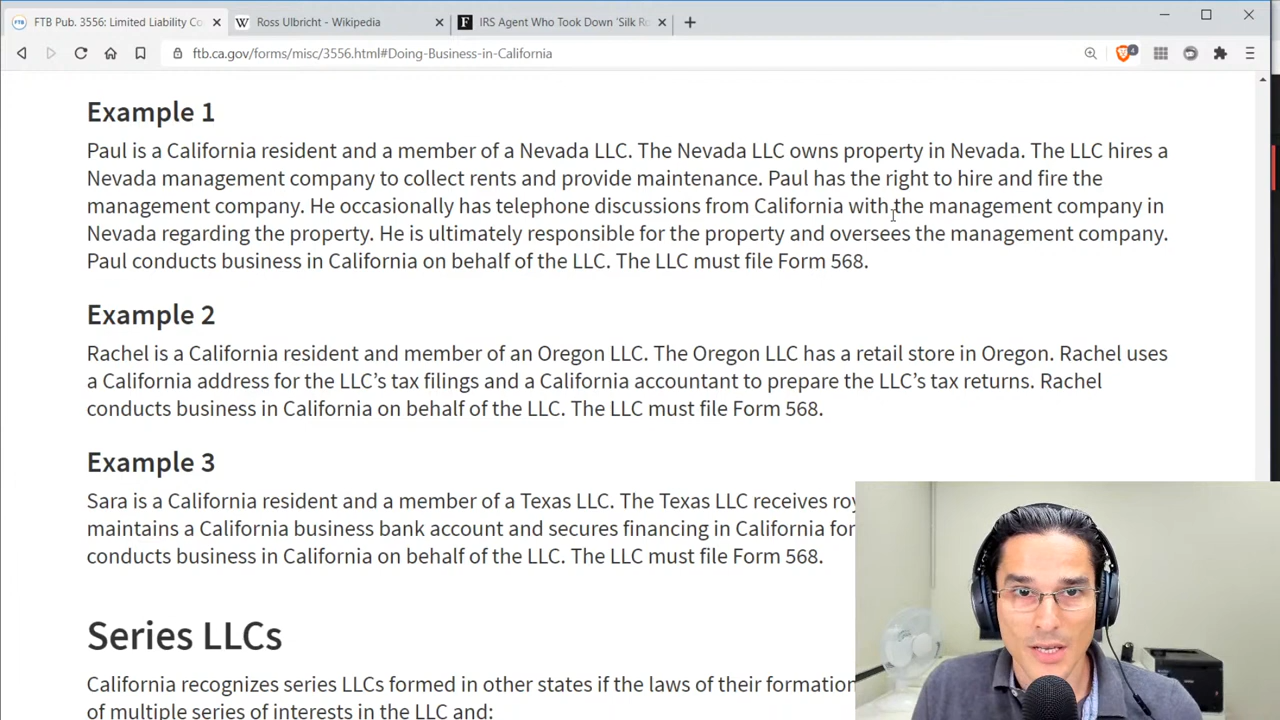 FTB Pub. 3556: Limited Liability Co
Ross Ulbricht - Wikipedia
IRS Agent Who Took Down 'Silk Ro
ftb.ca.gov/forms/misc/3556.html#Doing-Business-in-California
Example 1
Paul is a California resident and a member of a Nevada LLC. The Nevada LLC owns property in Nevada. The LLC hires a
Nevada management company to collect rents and provide maintenance. Paul has the right to hire and fire the
management company. He occasionally has telephone discussions from California with the management company in
Nevada regarding the property. He is ultimately responsible for the property and oversees the management company.
Paul conducts business in California on behalf of the LLC. The LLC must file Form 568.
Example 2
Rachel is a California resident and member of an Oregon LLC. The Oregon LLC has a retail store in Oregon. Rachel uses
a California address for the LLC's tax filings and a California accountant to prepare the LLC's tax returns. Rachel
conducts business in California on behalf of the LLC. The LLC must file Form 568.
Example 3
Sara is a California resident and a member of a Texas LLC. The Texas LLC receives roy
maintains a California business bank account and secures financing in California for
conducts business in California on behalf of the LLC. The LLC must file Form 568.
Series LLCs
California recognizes series LLCs formed in other states if the laws of their formation
of multiple series of interests in the LLC and: